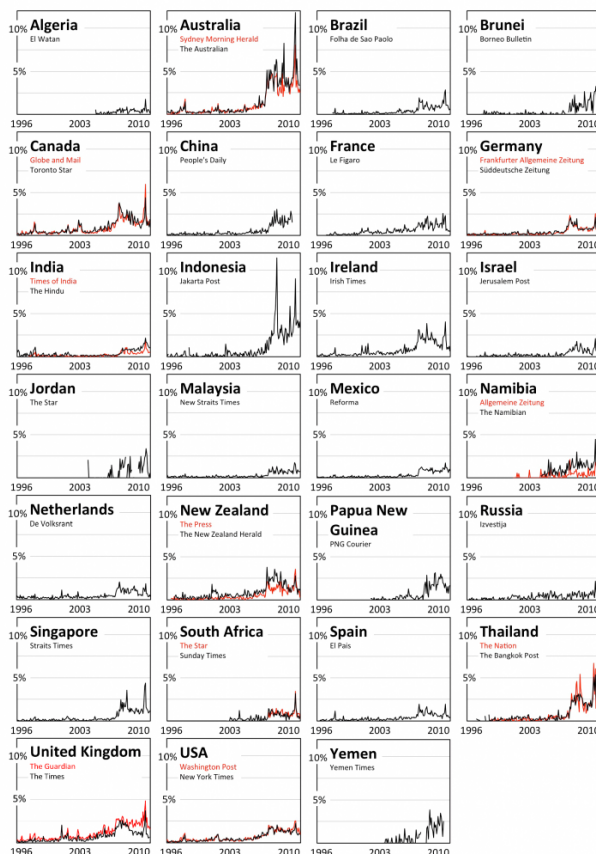 Algeria
El Watan
10%
5%
1996 2003 2010
Australia
Sydney Morning Herald
The Australian
10%
5%
1996 2003 2010
Brazil
Folha de Sao Paolo
10%
5%
1996 2003 2010
Brunei
Borneo Bulletin
10%
5%
1996 2003 2010
Canada
Globe and Mail
Toronto Star
10%
5%
1996 2003 2010
China
People's Daily
10%
5%
1996 2003 2010
France
Le Figaro
10%
5%
1996 2003 2010
Germany
Frankfurter Allgemeine Zeitung
Süddeutsche Zeitung
10%
5%
1996 2003 2010
India
Times of India
The Hindu
10%
5%
1996 2003 2010
Indonesia
Jakarta Post
10%
5%
1996 2003 2010
Ireland
Irish Times
10%
5%
1996 2003 2010
Israel
Jerusalem Post
10%
5%
1996 2003 2010
Jordan
The Star
10%
5%
1996 2003 2010
Malaysia
New Straits Times
10%
5%
1996 2003 2010
Mexico
Reforma
10%
5%
1996 2003 2010
Namibia
Allgemeine Zeitung
The Namibian
10%
5%
1996 2003 2010
Netherlands
De Volksrant
10%
5%
1996 2003 2010
New Zealand
The Press
The New Zealand Herald
10%
5%
1996 2003 2010
Papua New
Guinea
PNG Courier
10%
5%
1996 2003 2010
Russia
Izvestija
10%
5%
1996 2003 2010
Singapore
Straits Times
10%
5%
1996 2003 2010
South Africa
The Star
Sunday Times
10%
5%
1996 2003 2010
Spain
El Pais
10%
5%
1996 2003 2010
Thailand
The Nation
The Bangkok Post
10%
5%
1996 2003 2010
United Kingdom
The Guardian
The Times
10%
5%
1996 2003 2010
USA
Washington Post
New York Times
10%
5%
1996 2003 2010
Yemen
Yemen Times
10%
5%
1996 2003 2010